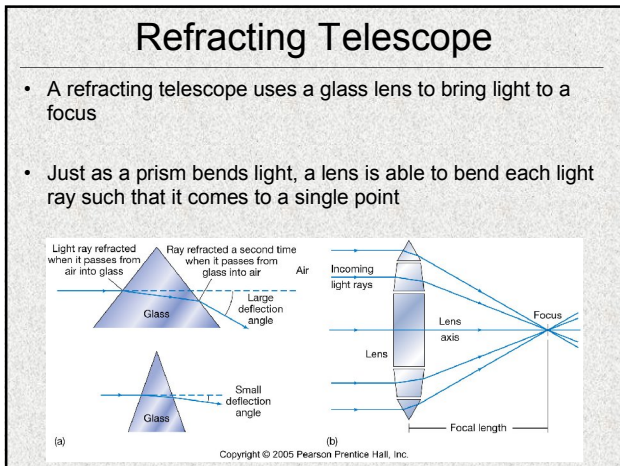 Refracting Telescope
• A refracting telescope uses a glass lens to bring light to a
focus
• Just as a prism bends light, a lens is able to bend each light
ray such that it comes to a single point
Light ray refracted
when it passes from
air into glass
Ray refracted a second time
when it passes from
glass into air
Air
Large
deflection
angle
Glass
Small
deflection
angle
Glass
(a)
Incoming
light rays
Focus
Lens
axis
Lens
Focal length
(b)
Copyright © 2005 Pearson Prentice Hall, Inc.